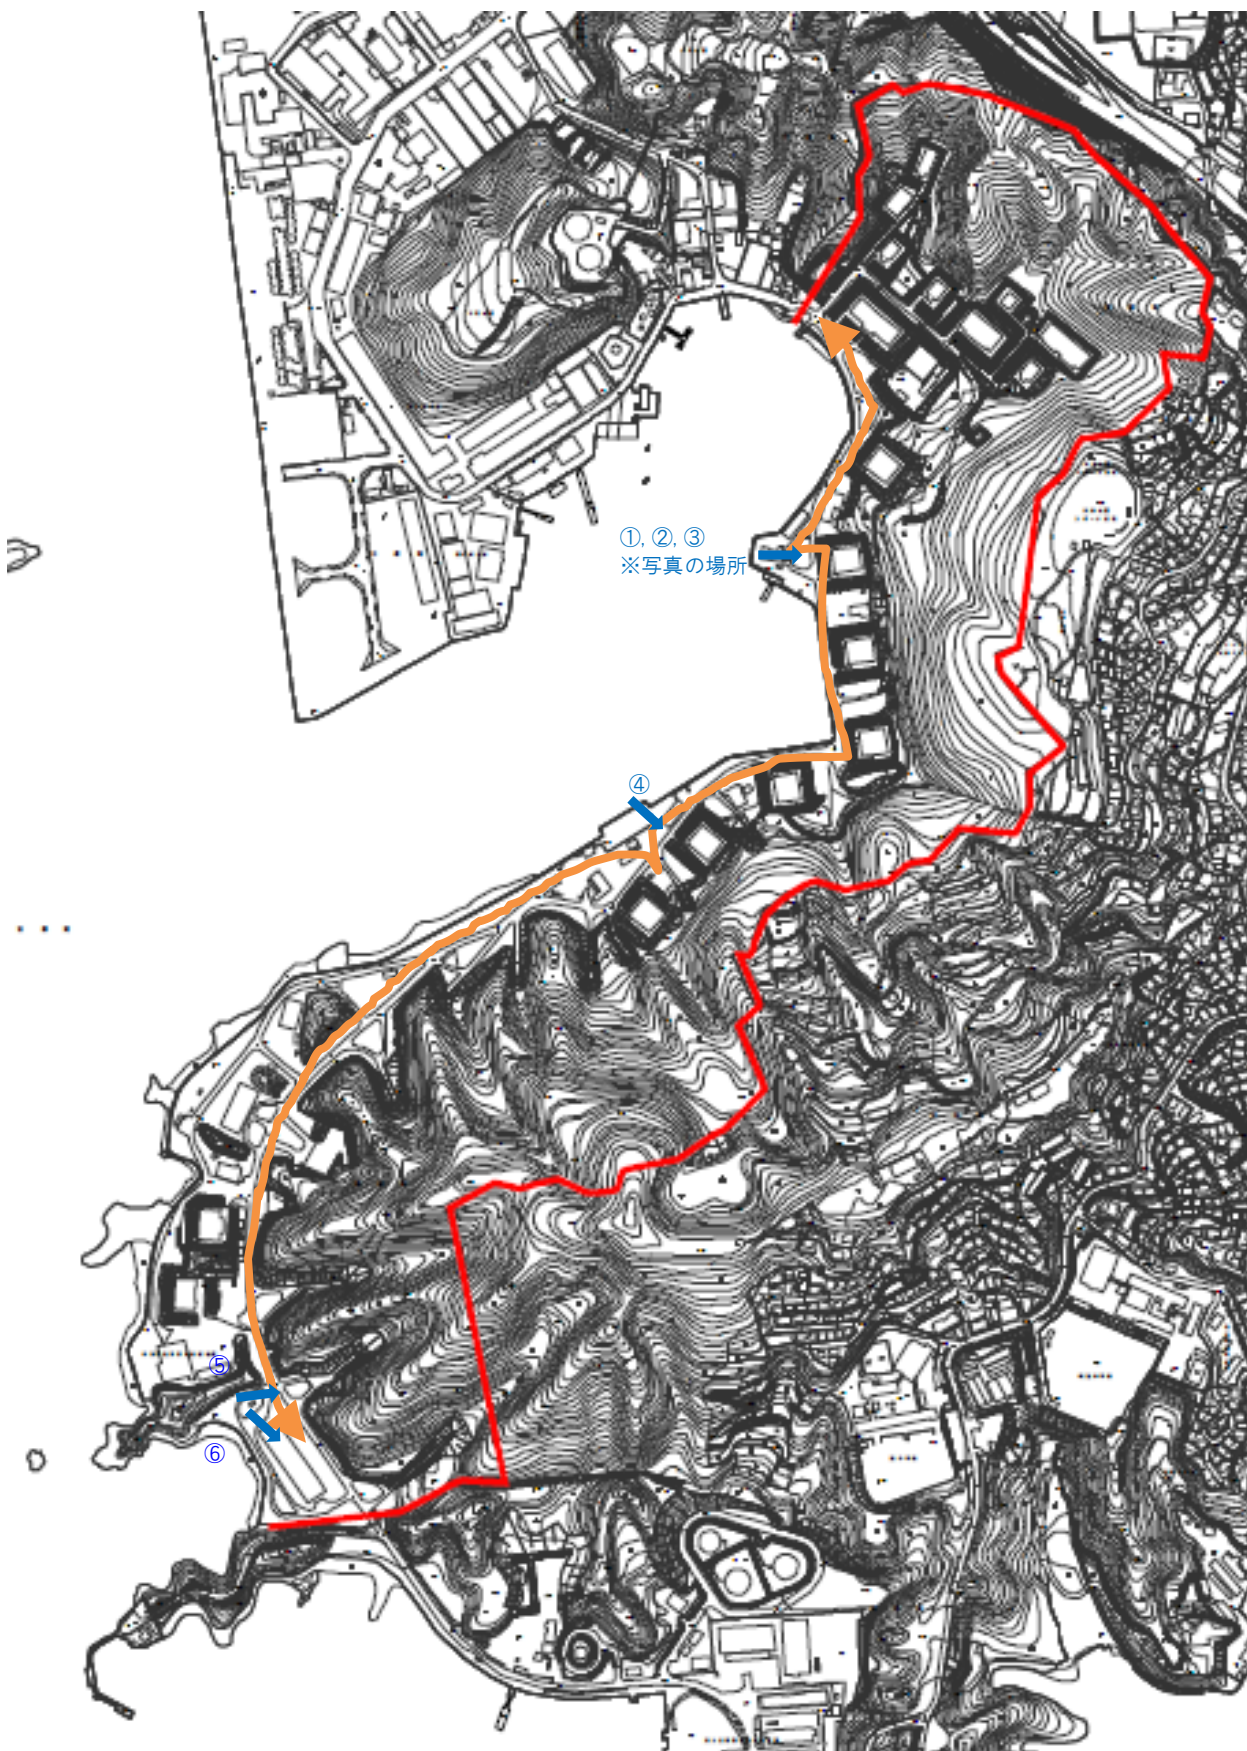 ①, ②, ③
※写真の場所
④
⑤
⑥